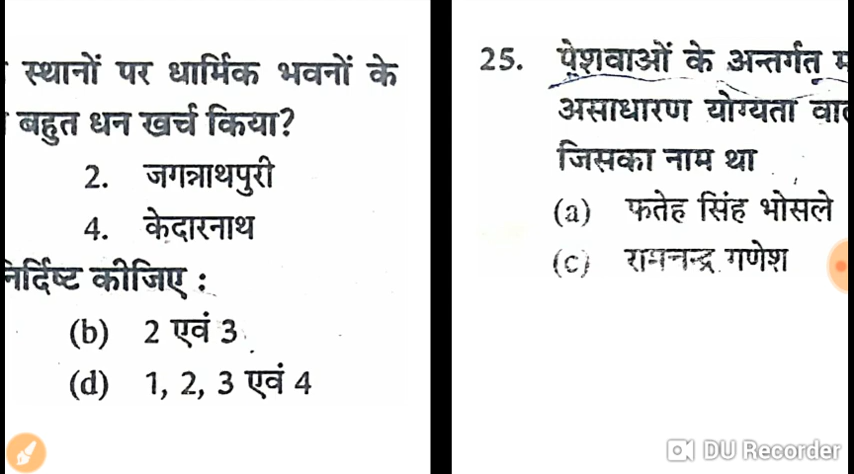 स्थानों पर धार्मिक भवनों के
बहुत धन खर्च किया?
2. जगन्नाथपुरी
4. केदारनाथ
निर्दिष्ट कीजिए :
(b) 2 एवं 3
(d) 1, 2, 3 एवं 4
25. पेशवाओं के अन्तर्गत
असाधारण योग्यता
जिसका नाम था
(a) फतेह सिंह भोसले
(c) गणेश
DU Recorder